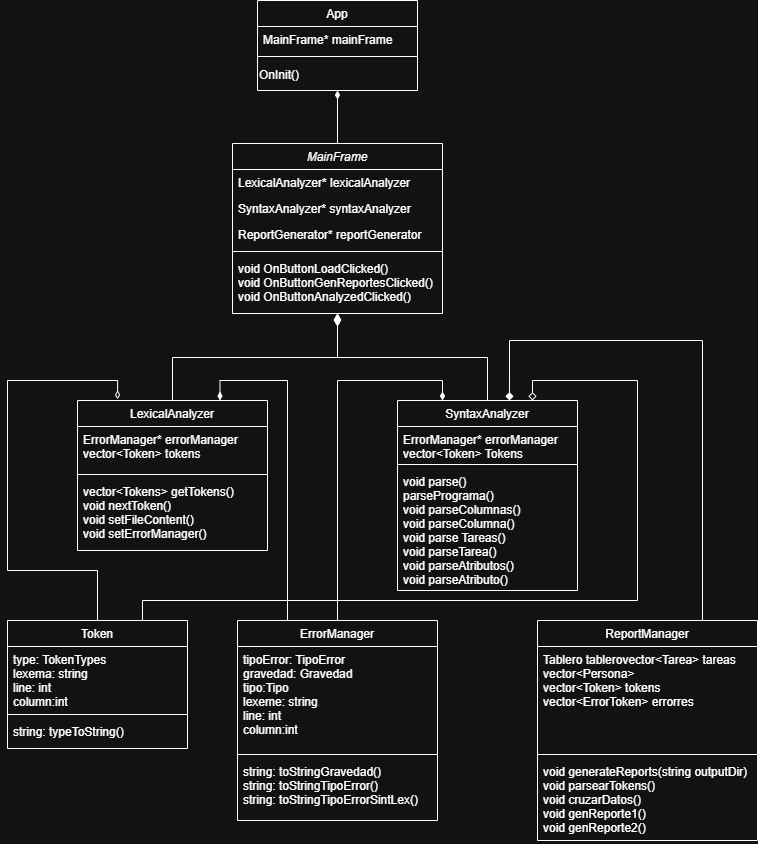 App
MainFrame* mainFrame
OnInit()
MainFrame
LexicalAnalyzer* lexicalAnalyzer
SyntaxAnalyzer* syntaxAnalyzer
ReportGenerator* reportGenerator
void OnButtonLoadClicked()
void OnButtonGenReportesClicked()
void OnButtonAnalyzedClicked()
LexicalAnalyzer
ErrorManager* errorManager
vector<Token> tokens
vector<Tokens> getTokens()
void nextToken()
void setFileContent()
void setErrorManager()
SyntaxAnalyzer
ErrorManager* errorManager
vector<Token> Tokens
void parse()
parsePrograma()
void parseColumnas()
void parseColumna()
void parse Tareas()
void parseTarea()
void parseAtributos()
void parseAtributo()
Token
type: TokenTypes
lexema: string
line: int
column:int
string: typeToString()
ErrorManager
tipoError: TipoError
gravedad: Gravedad
tipo:Tipo
lexeme: string
line: int
column:int
string: toStringGravedad()
string: toStringTipoError()
string: toStringTipoErrorSintLex()
ReportManager
Tablero tablerovector<Tarea> tareas
vector<Persona>
vector<Token> tokens
vector<ErrorToken> errorres
void generateReports(string outputDir)
void parsearTokens()
void cruzarDatos()
void genReporte1()
void genReporte2()